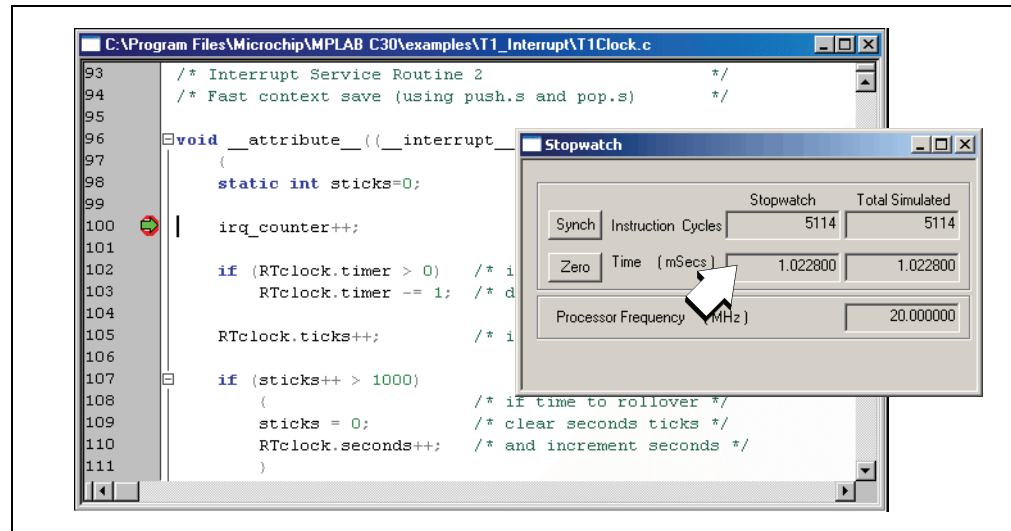 C:\Program Files\Microchip\MPLAB C30\examples\T1_Interrupt\T1Clock.c
93 /* Interrupt Service Routine 2 */
94 /* Fast context save (using push.s and pop.s) */
95
96 void __attribute__((__interrupt__
97 {
98 static int sticks=0;
99
100 irq_counter++;
101
102 if (RTclock.timer > 0) /* i
103 RTclock.timer -= 1; /* d
104
105 RTclock.ticks++; /* i
106
107 if (sticks++ > 1000)
108 { /* if time to rollover */
109 sticks = 0; /* clear seconds ticks */
110 RTclock.seconds++; /* and increment seconds */
111 }
Stopwatch
Stopwatch Total Simulated
Synch Instruction Cycles 5114 5114
Zero Time (mSecs) 1.022800 1.022800
Processor Frequency (MHz) 20.000000